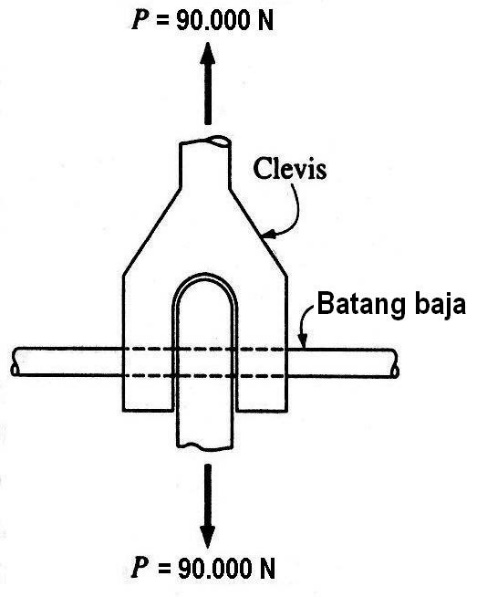 P = 90.000 N
Clevis
Batang baja
P = 90.000 N